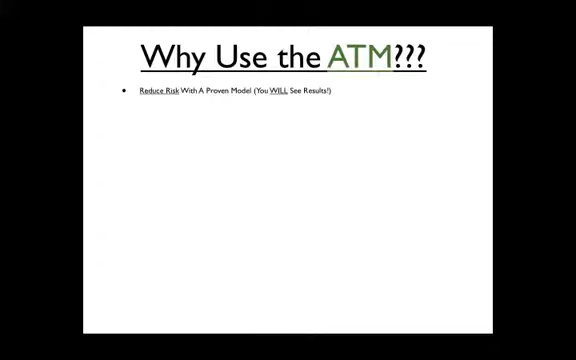 Why Use the ATM???
• Reduce Risk With A Proven Model (You WILL See Results!)